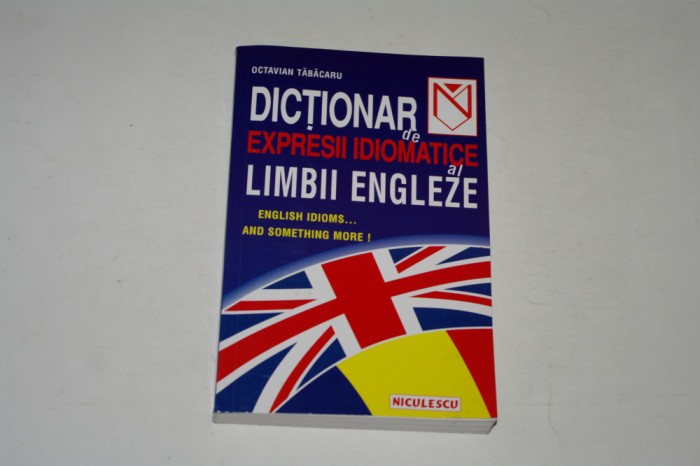 OCTAVIAN TĂBĂCARU
DICȚIONAR
de
EXPRESII IDIOMATICE
al
LIMBII ENGLEZE
ENGLISH IDIOMS...
AND SOMETHING MORE !
NICULESCU